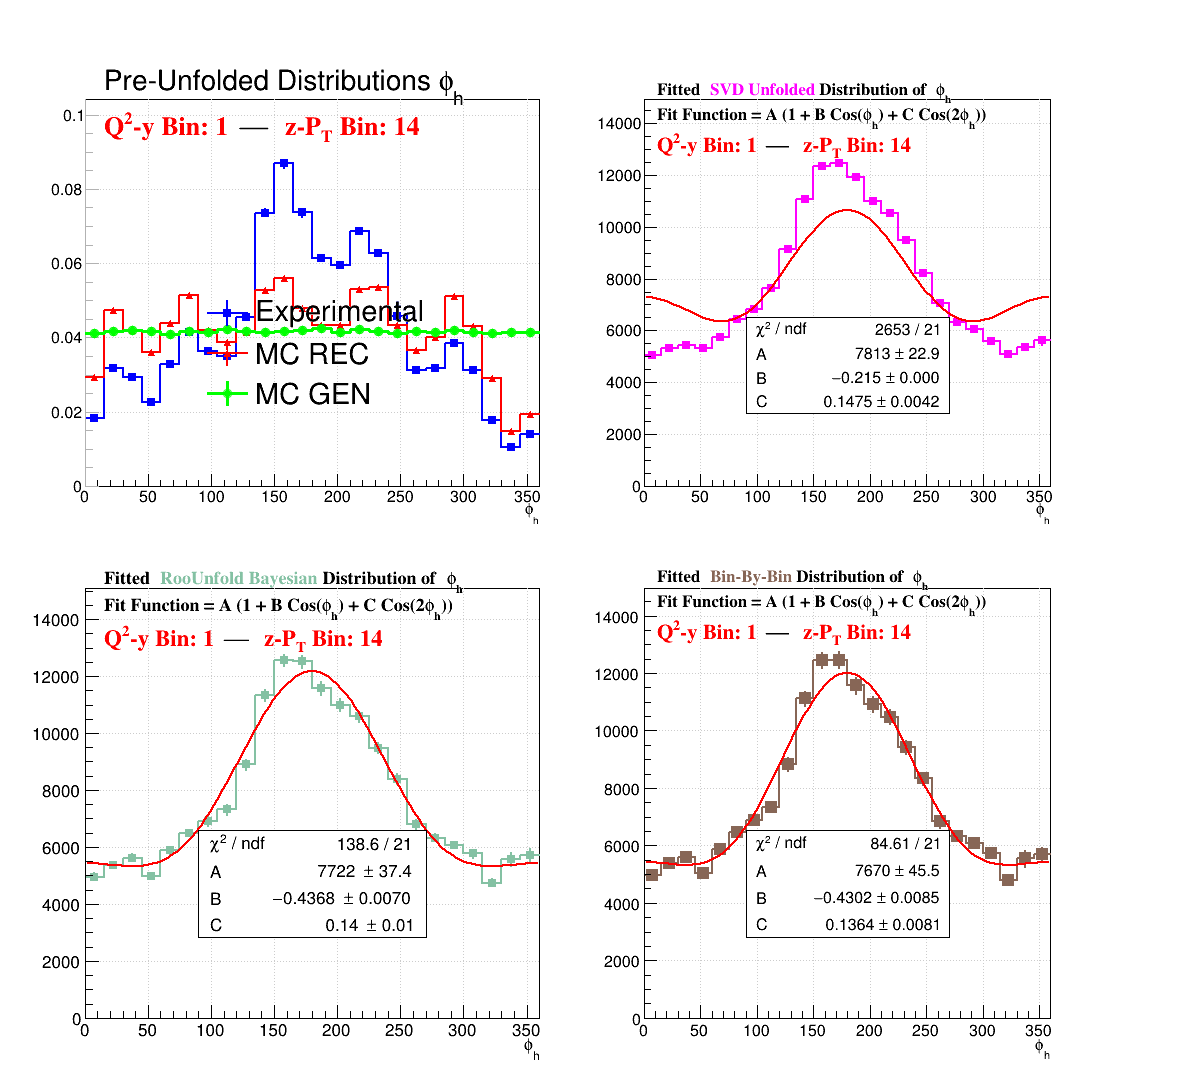 Pre-Unfolded Distributions ϕh
Q²-y Bin: 1 — z-PT Bin: 14
0.1
0.08
0.06
0.04
0.02
0
Experimental
MC REC
MC GEN
0 50 100 150 200 250 300 350
ϕh
Fitted SVD Unfolded Distribution of ϕh
Fit Function = A (1 + B Cos(ϕh) + C Cos(2ϕh))
Q²-y Bin: 1 — z-PT Bin: 14
14000
12000
10000
8000
6000
4000
2000
0
χ² / ndf 2653 / 21
A 7813 ± 22.9
B −0.215 ± 0.000
C 0.1475 ± 0.0042
0 50 100 150 200 250 300 350
ϕh
Fitted RooUnfold Bayesian Distribution of ϕh
Fit Function = A (1 + B Cos(ϕh) + C Cos(2ϕh))
Q²-y Bin: 1 — z-PT Bin: 14
14000
12000
10000
8000
6000
4000
2000
0
χ² / ndf 138.6 / 21
A 7722 ± 37.4
B −0.4368 ± 0.0070
C 0.14 ± 0.01
0 50 100 150 200 250 300 350
ϕh
Fitted Bin-By-Bin Distribution of ϕh
Fit Function = A (1 + B Cos(ϕh) + C Cos(2ϕh))
Q²-y Bin: 1 — z-PT Bin: 14
14000
12000
10000
8000
6000
4000
2000
0
χ² / ndf 84.61 / 21
A 7670 ± 45.5
B −0.4302 ± 0.0085
C 0.1364 ± 0.0081
0 50 100 150 200 250 300 350
ϕh